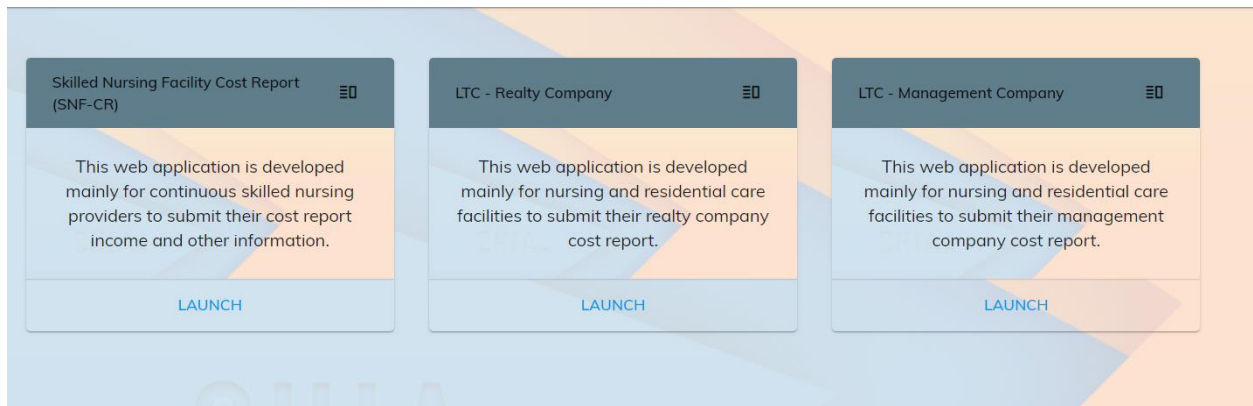 Skilled Nursing Facility Cost Report
(SNF-CR)
This web application is developed
mainly for continuous skilled nursing
providers to submit their cost report
income and other information.
LAUNCH
LTC - Realty Company
This web application is developed
mainly for nursing and residential care
facilities to submit their realty company
cost report.
LAUNCH
LTC - Management Company
This web application is developed
mainly for nursing and residential care
facilities to submit their management
company cost report.
LAUNCH